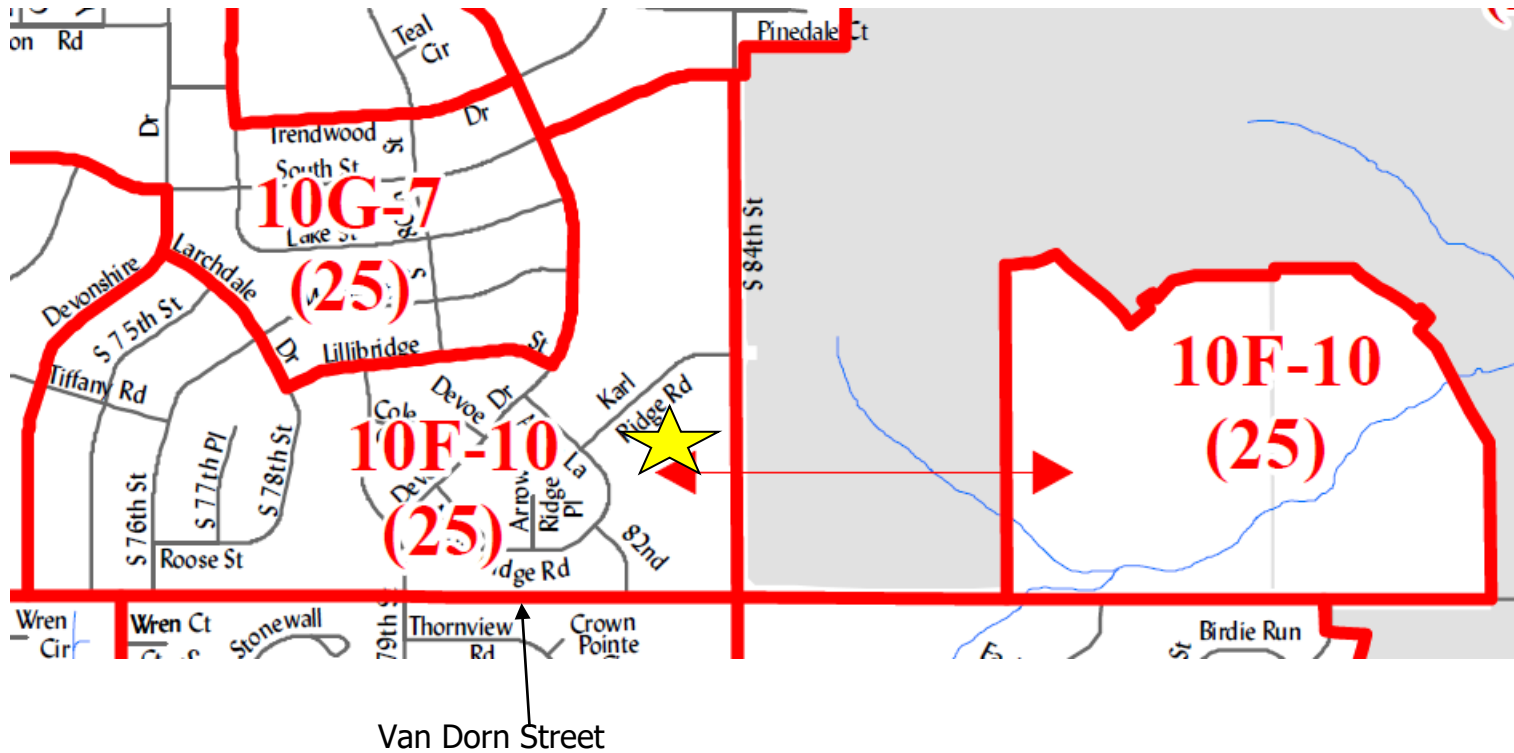 on Rd
Teal
Cir
Pinedale Ct
Dr
Trendwood
Dr
St
South St
10G-7
Lake St
(25)
S 84th St
Devonshire
Larchdale
S 75th St
Dr
Lillibridge
St
Tiffany Rd
Devoe
Dr
Karl
Ridge Rd
10F-10
(25)
Cole
10F-10
(25)
La
S 76th St
S 77th Pl
S 78th St
Arrow
Ridge
Pl
82nd
Roose St
dge Rd
Wren
Cir
Wren Ct
Stonewall
79th St
Thornview
Rd
Crown
Pointe
St
Birdie Run
Van Dorn Street